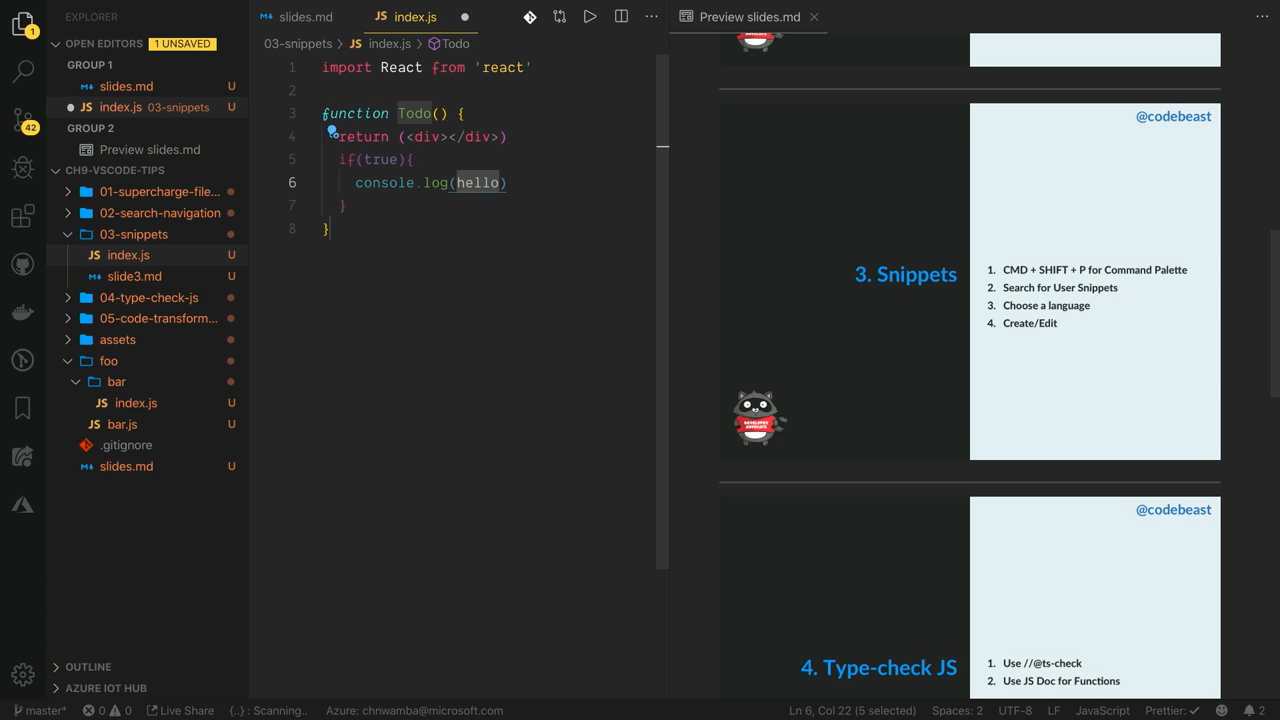 EXPLORER
OPEN EDITORS 1 UNSAVED
GROUP 1
slides.md U
index.js 03-snippets U
GROUP 2
Preview slides.md
CH9-VSCODE-TIPS
01-supercharge-file...
02-search-navigation
03-snippets
JS index.js U
slide3.md U
04-type-check-js
05-code-transform...
assets
foo
bar
JS index.js U
JS bar.js U
.gitignore
slides.md U
OUTLINE
AZURE IOT HUB
1
42
slides.md
JS index.js
03-snippets > JS index.js > Todo
1 import React from 'react'
2
3 function Todo() {
4 return (<div></div>)
5 if(true){
6 console.log(hello)
7 }
8 }
Preview slides.md
@codebeast
3. Snippets
1. CMD + SHIFT + P for Command Palette
2. Search for User Snippets
3. Choose a language
4. Create/Edit
DEVELOPER
ADVOCATE
@codebeast
4. Type-check JS
1. Use //@ts-check
2. Use JS Doc for Functions
master* 0 0 Live Share {..} : Scanning.. Azure: chnwamba@microsoft.com Ln 6, Col 22 (5 selected) Spaces: 2 UTF-8 LF JavaScript Prettier: ✓ 2